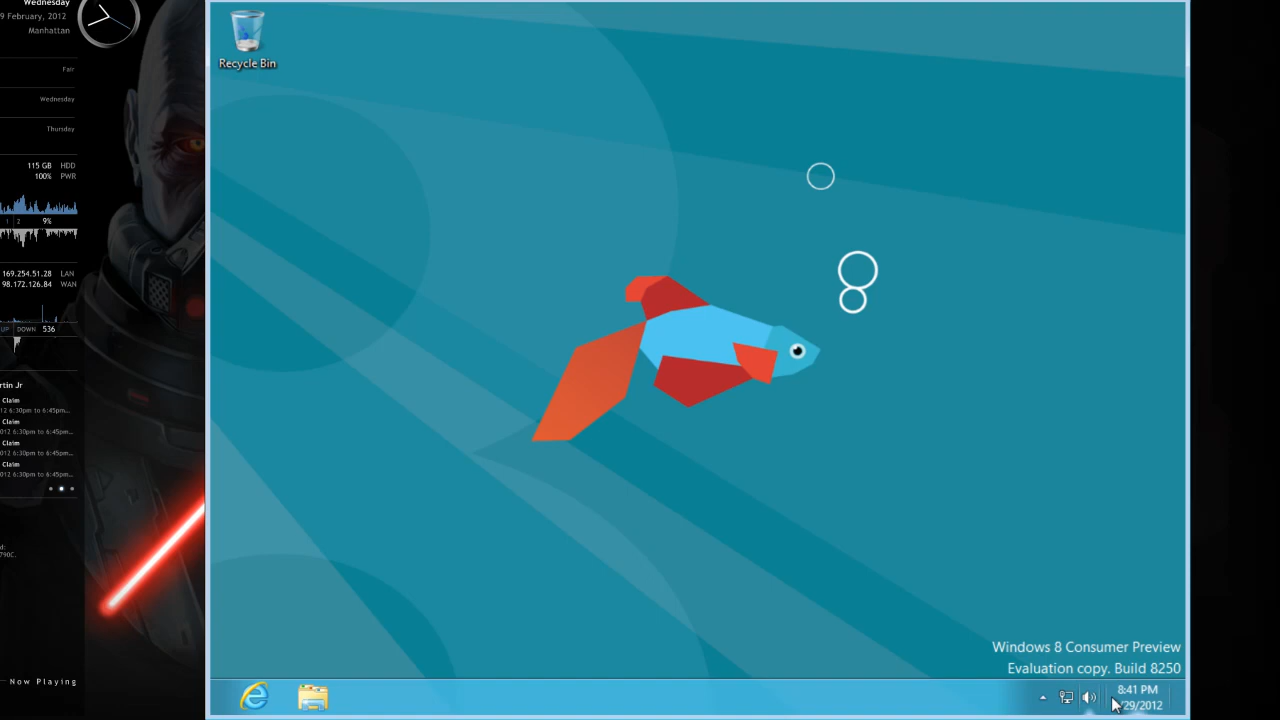 Wednesday
9 February, 2012
Manhattan
Fair
Wednesday
Thursday
115 GB HDD
100% PWR
1 2 9%
169.254.51.28 LAN
98.172.126.84 WAN
UP DOWN 536
rtin Jr
Claim
012 6:30pm to 6:45pm...
Claim
012 6:30pm to 6:45pm...
Claim
012 6:30pm to 6:45pm...
Claim
012 6:30pm to 6:45pm...
d:
790C.
Now Playing
Recycle Bin
Windows 8 Consumer Preview
Evaluation copy. Build 8250
8:41 PM
/29/2012